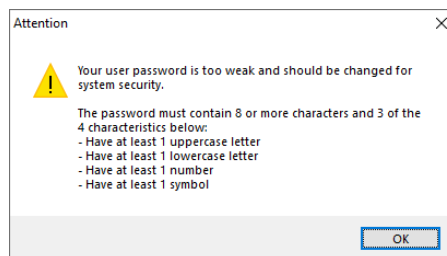 Attention
Your user password is too weak and should be changed for
system security.
The password must contain 8 or more characters and 3 of the
4 characteristics below:
- Have at least 1 uppercase letter
- Have at least 1 lowercase letter
- Have at least 1 number
- Have at least 1 symbol
OK